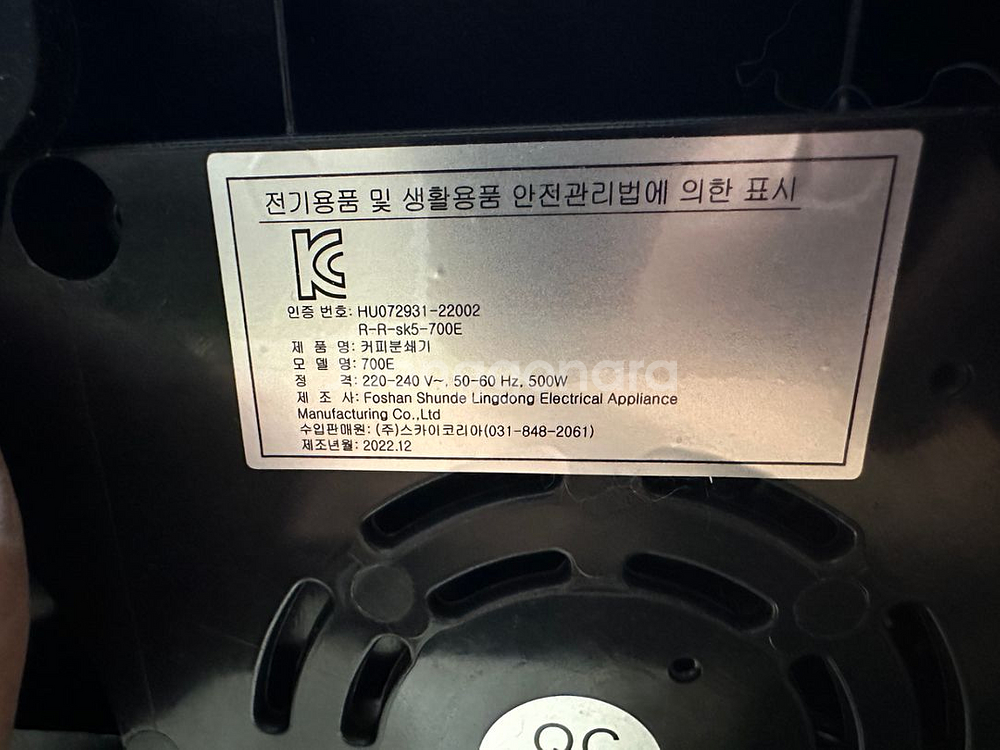 전기용품 및 생활용품 안전관리법에 의한 표시
KC
인증 번호: HU072931-22002
R-R-sk5-700E
제 품 명: 커피분쇄기
모 델 명: 700E
정 격: 220-240 V~, 50-60 Hz, 500W
제 조 사: Foshan Shunde Lingdong Electrical Appliance
Manufacturing Co.,Ltd
수입판매원: (주)스카이코리아(031-848-2061)
제조년월: 2022.12
QC